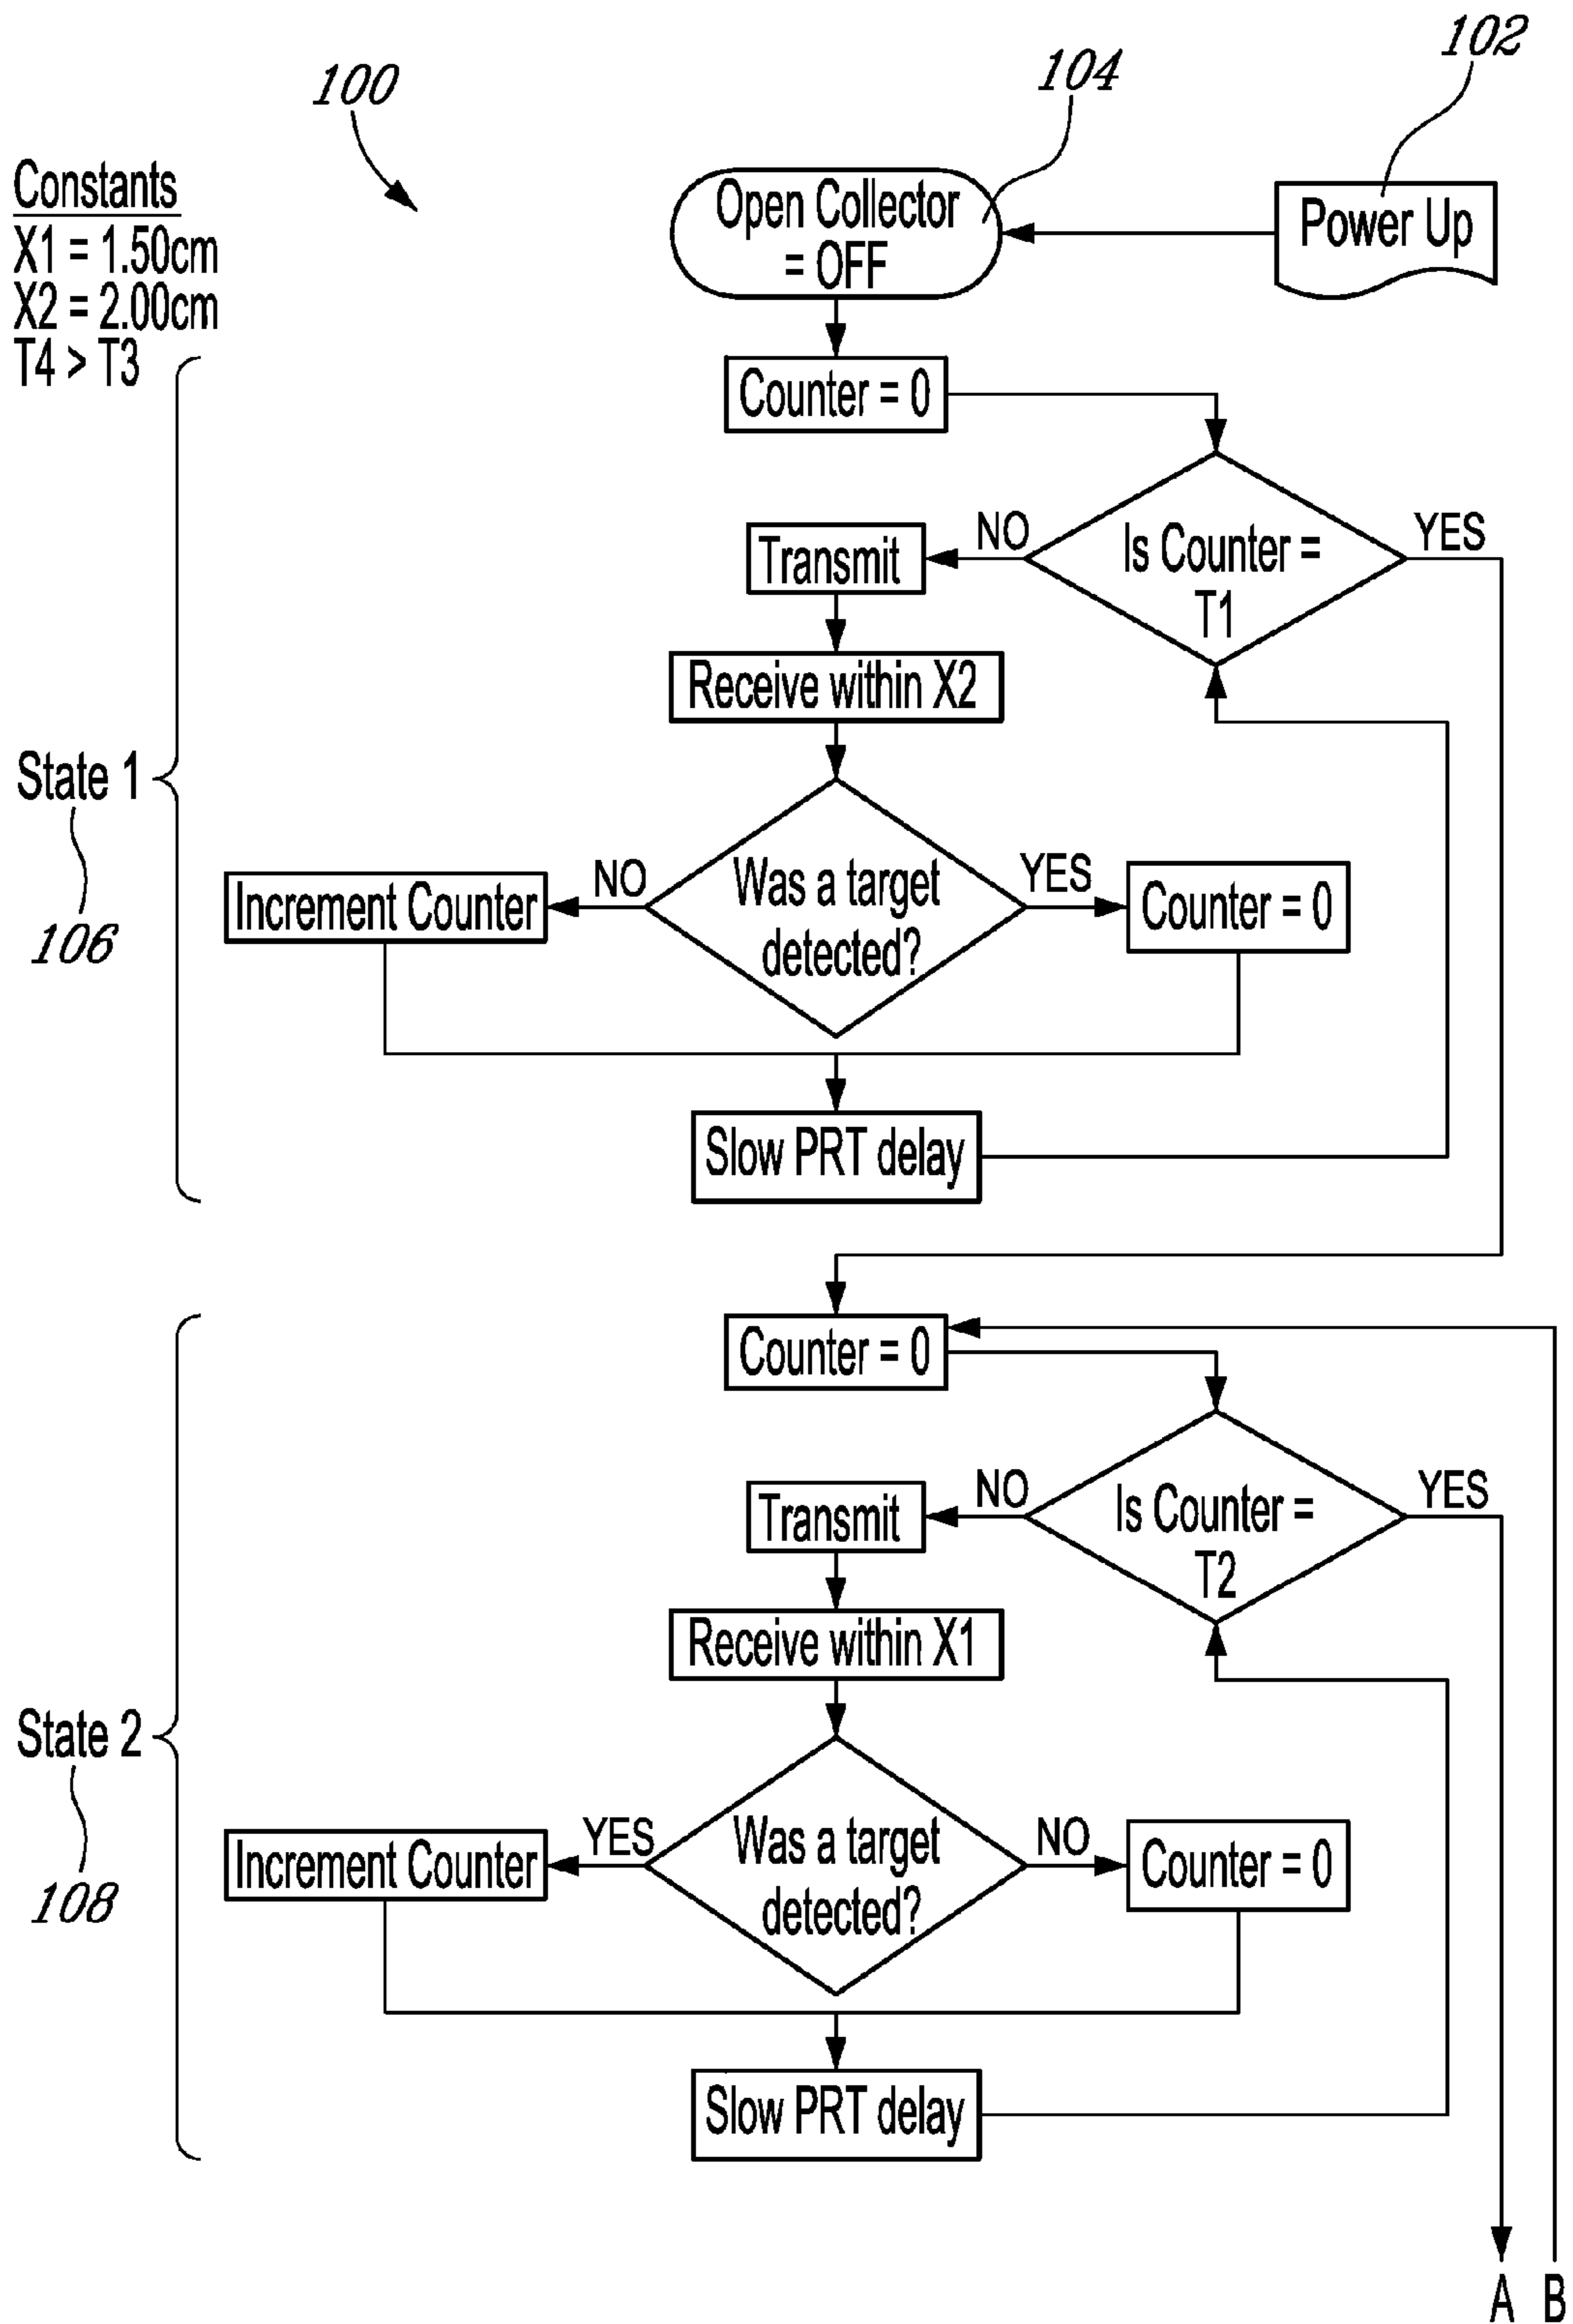 100
104
102
Constants
X1 = 1.50cm
X2 = 2.00cm
T4 > T3
Open Collector
= OFF
Power Up
Counter = 0
Is Counter =
T1
NO
YES
Transmit
Receive within X2
State 1
106
Was a target
detected?
NO
YES
Increment Counter
Counter = 0
Slow PRT delay
Counter = 0
Is Counter =
T2
NO
YES
Transmit
Receive within X1
State 2
108
Was a target
detected?
YES
NO
Increment Counter
Counter = 0
Slow PRT delay
A
B